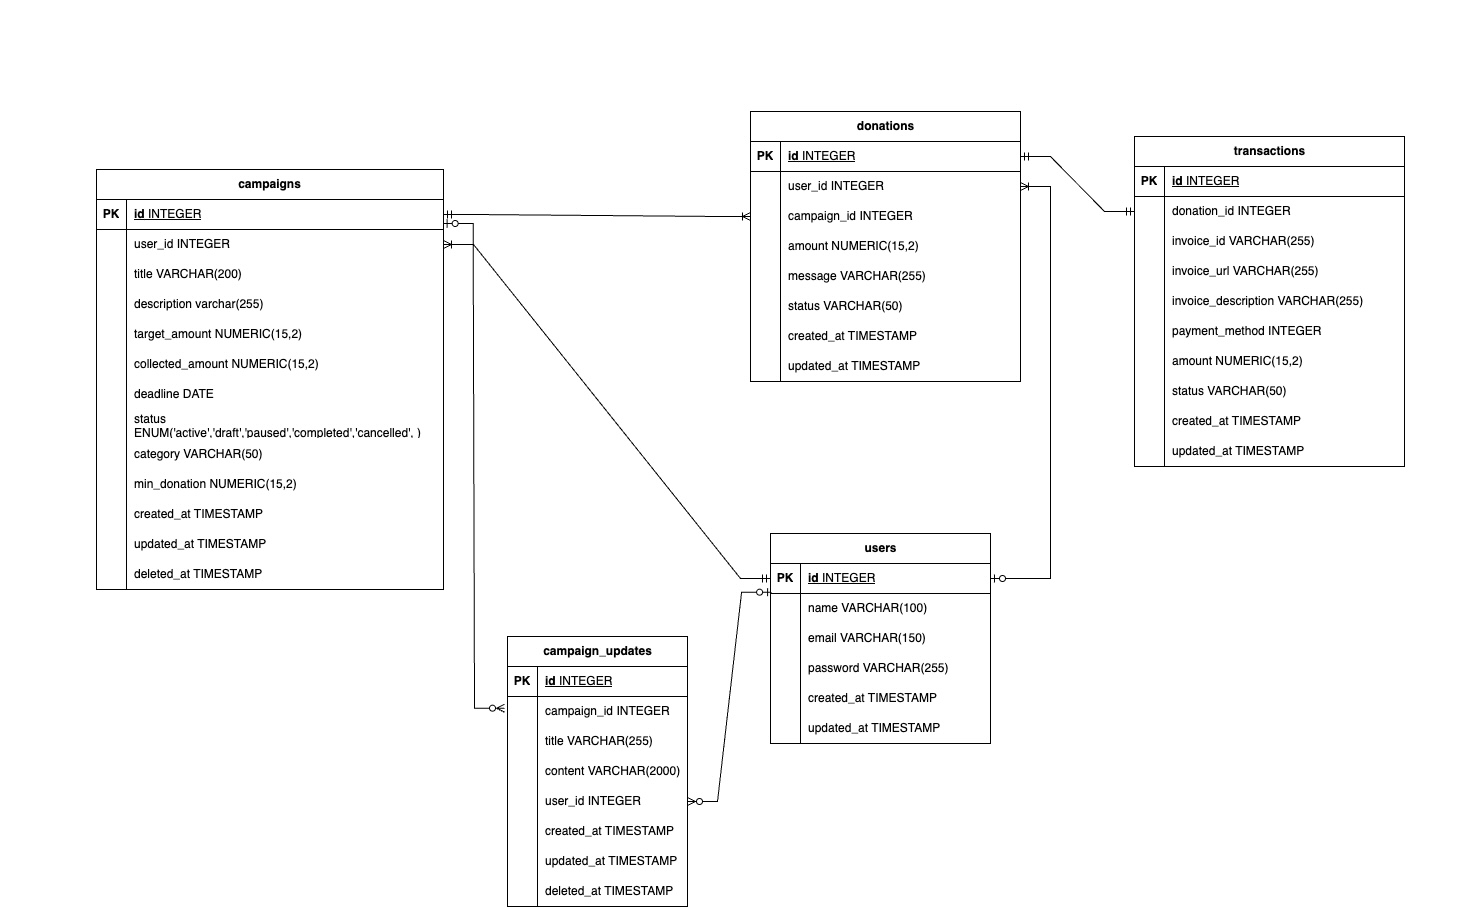 campaigns
PK id INTEGER
user_id INTEGER
title VARCHAR(200)
description varchar(255)
target_amount NUMERIC(15,2)
collected_amount NUMERIC(15,2)
deadline DATE
status
ENUM('active','draft','paused','completed','cancelled', )
category VARCHAR(50)
min_donation NUMERIC(15,2)
created_at TIMESTAMP
updated_at TIMESTAMP
deleted_at TIMESTAMP
donations
PK id INTEGER
user_id INTEGER
campaign_id INTEGER
amount NUMERIC(15,2)
message VARCHAR(255)
status VARCHAR(50)
created_at TIMESTAMP
updated_at TIMESTAMP
transactions
PK id INTEGER
donation_id INTEGER
invoice_id VARCHAR(255)
invoice_url VARCHAR(255)
invoice_description VARCHAR(255)
payment_method INTEGER
amount NUMERIC(15,2)
status VARCHAR(50)
created_at TIMESTAMP
updated_at TIMESTAMP
users
PK id INTEGER
name VARCHAR(100)
email VARCHAR(150)
password VARCHAR(255)
created_at TIMESTAMP
updated_at TIMESTAMP
campaign_updates
PK id INTEGER
campaign_id INTEGER
title VARCHAR(255)
content VARCHAR(2000)
user_id INTEGER
created_at TIMESTAMP
updated_at TIMESTAMP
deleted_at TIMESTAMP